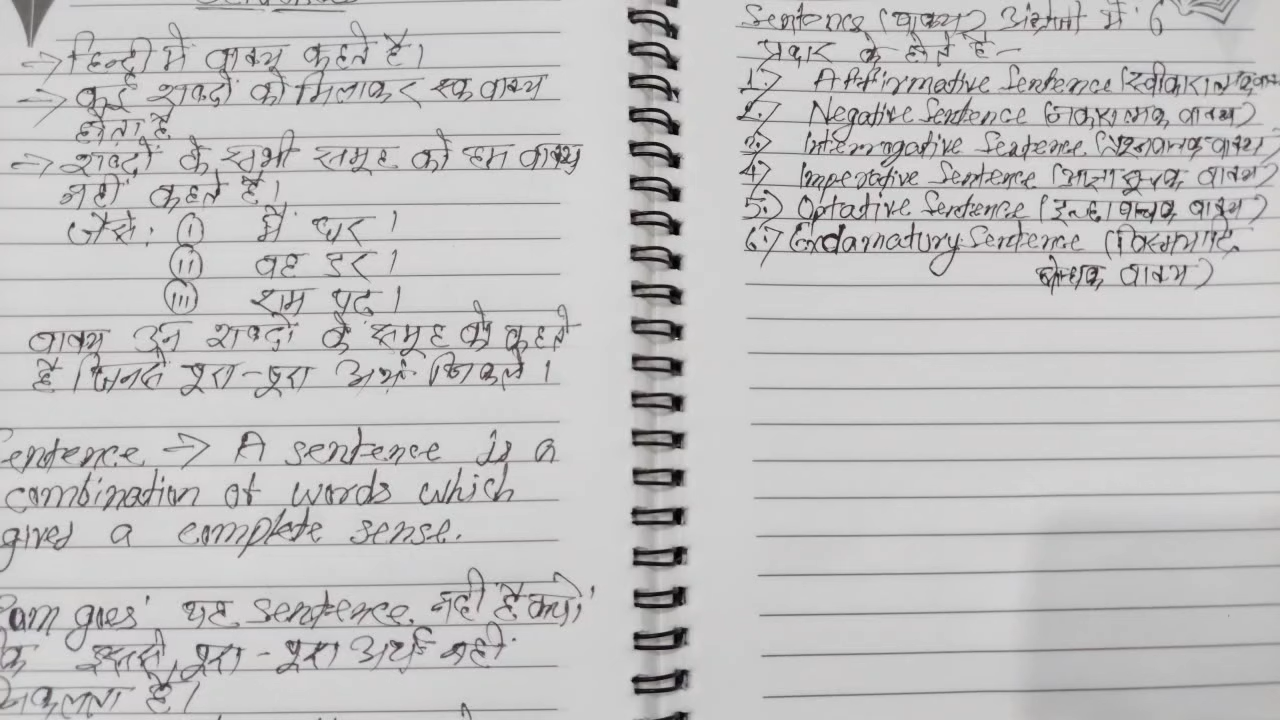 → हिन्दी में वाक्य कहते है।
→ कई शब्दों को मिलाकर एक वाक्य
होता है
→ शब्दों के सभी समूह को हम वाक्य
नहीं कहते है।
जैसे: (i) मैं घर।
(ii) वह डर।
(iii) राम पढ़।
वाक्य उन शब्दों के समूह को कहते
है। जिनसे पूरा-पूरा अर्थ निकले।
entence → A sentence is a
combination of words which
gives a complete sense.
Ram goes' यह sentence नहीं है क्यों
कि इससे पूरा-पूरा अर्थ नहीं
निकलता है।
Sentence (वाक्य) अंग्रेजी में 6
प्रकार के होते है-
1.) Affirmative Sentence (स्वीकारात्मक
2.) Negative Sentence (नकरात्मक वाक्य)
3.) Interrogative Sentence (प्रश्नवाचक वाक्य)
4.) Imperative Sentence (आज्ञासूचक वाक्य)
5.) Optative Sentence (इच्छावाचक वाक्य)
6.) Exclamatury Sentence (विस्मयादि
बोधक वाक्य)